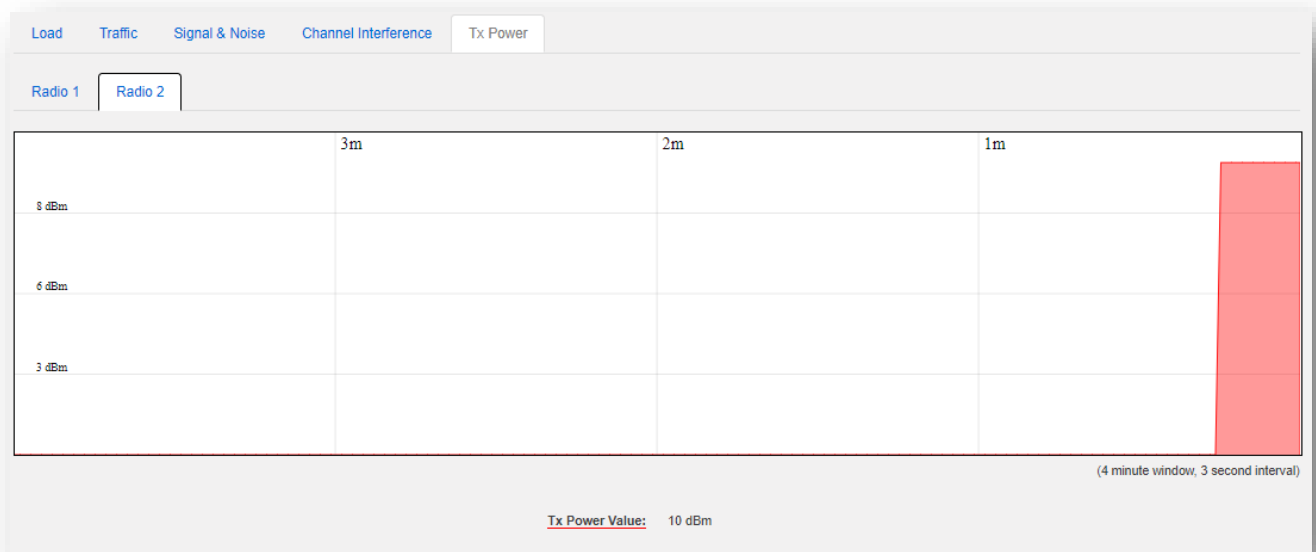 Load Traffic Signal & Noise Channel Interference Tx Power
Radio 1 Radio 2
3m 2m 1m
8 dBm
6 dBm
3 dBm
(4 minute window, 3 second interval)
Tx Power Value: 10 dBm